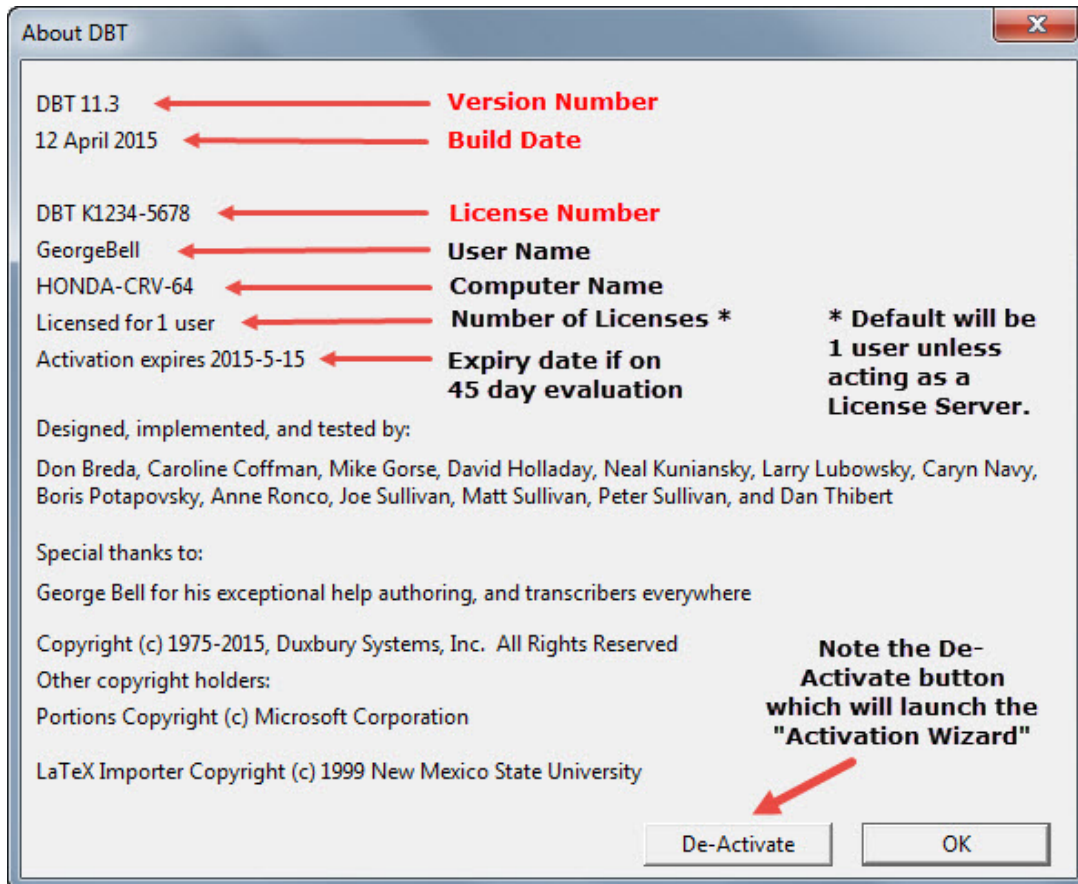 About DBT
DBT 11.3
Version Number
12 April 2015
Build Date
DBT K1234-5678
License Number
GeorgeBell
User Name
HONDA-CRV-64
Computer Name
Licensed for 1 user
Number of Licenses *
Activation expires 2015-5-15
Expiry date if on
45 day evaluation
* Default will be
1 user unless
acting as a
License Server.
Designed, implemented, and tested by:
Don Breda, Caroline Coffman, Mike Gorse, David Holladay, Neal Kuniansky, Larry Lubowsky, Caryn Navy,
Boris Potapovsky, Anne Ronco, Joe Sullivan, Matt Sullivan, Peter Sullivan, and Dan Thibert
Special thanks to:
George Bell for his exceptional help authoring, and transcribers everywhere
Copyright (c) 1975-2015, Duxbury Systems, Inc.  All Rights Reserved
Other copyright holders:
Portions Copyright (c) Microsoft Corporation
LaTeX Importer Copyright (c) 1999 New Mexico State University
Note the De-
Activate button
which will launch the
"Activation Wizard"
De-Activate
OK